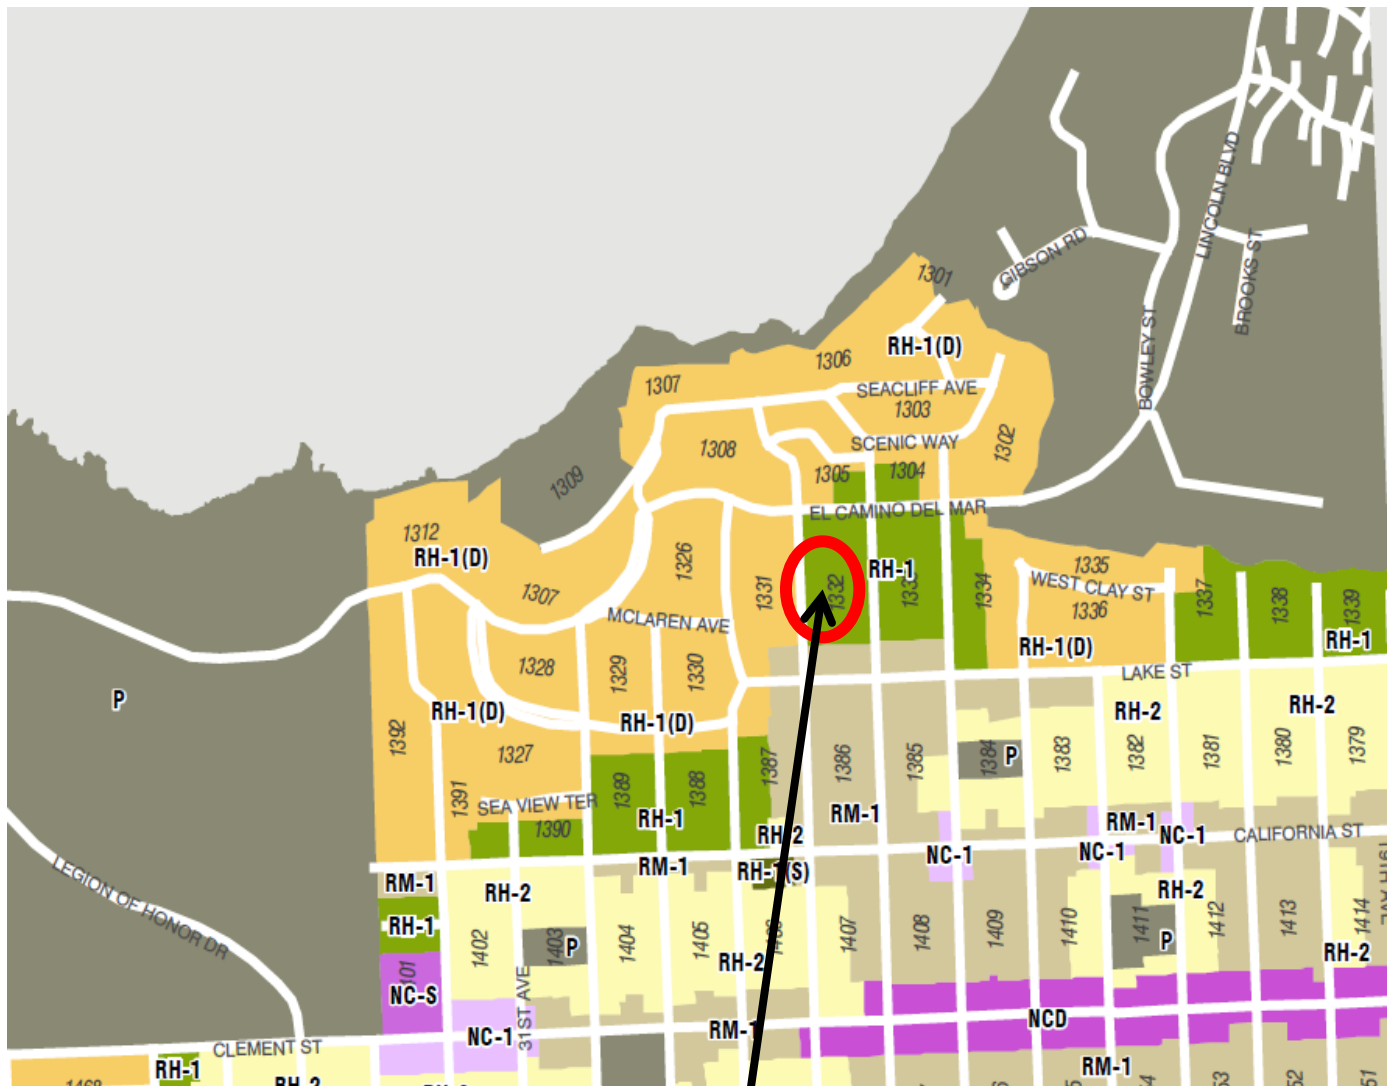 1301
GIBSON RD
LINCOLN BLVD
BROOKS ST
BOWLEY ST
RH-1(D)
1306
1307
SEACLIFF AVE
1303
1302
SCENIC WAY
1308
1305
1304
1309
EL CAMINO DEL MAR
1312
RH-1(D)
1326
1331
1332
RH-1
1333
1334
1335
WEST CLAY ST
1336
1337
1338
1339
1307
MCLAREN AVE
RH-1(D)
RH-1
LAKE ST
1328
1329
1330
P
RH-1(D)
RH-1(D)
RH-2
RH-2
1392
1327
1391
1389
1388
1387
1386
1385
1384
P
1383
1382
1381
1380
1379
SEA VIEW TER
1390
RH-1
RH-2
RM-1
RM-1
NC-1
CALIFORNIA ST
NC-1
NC-1
RM-1
RH-1(S)
RM-1
RH-2
RH-2
LEGION OF HONOR DR
RH-1
1402
1403
P
1404
1405
RH-2
1407
1408
1409
1410
1411
P
1412
1413
1414
RH-2
NC-S
31ST AVE
NC-1
RM-1
NCD
CLEMENT ST
RH-1
RH-2
RM-1